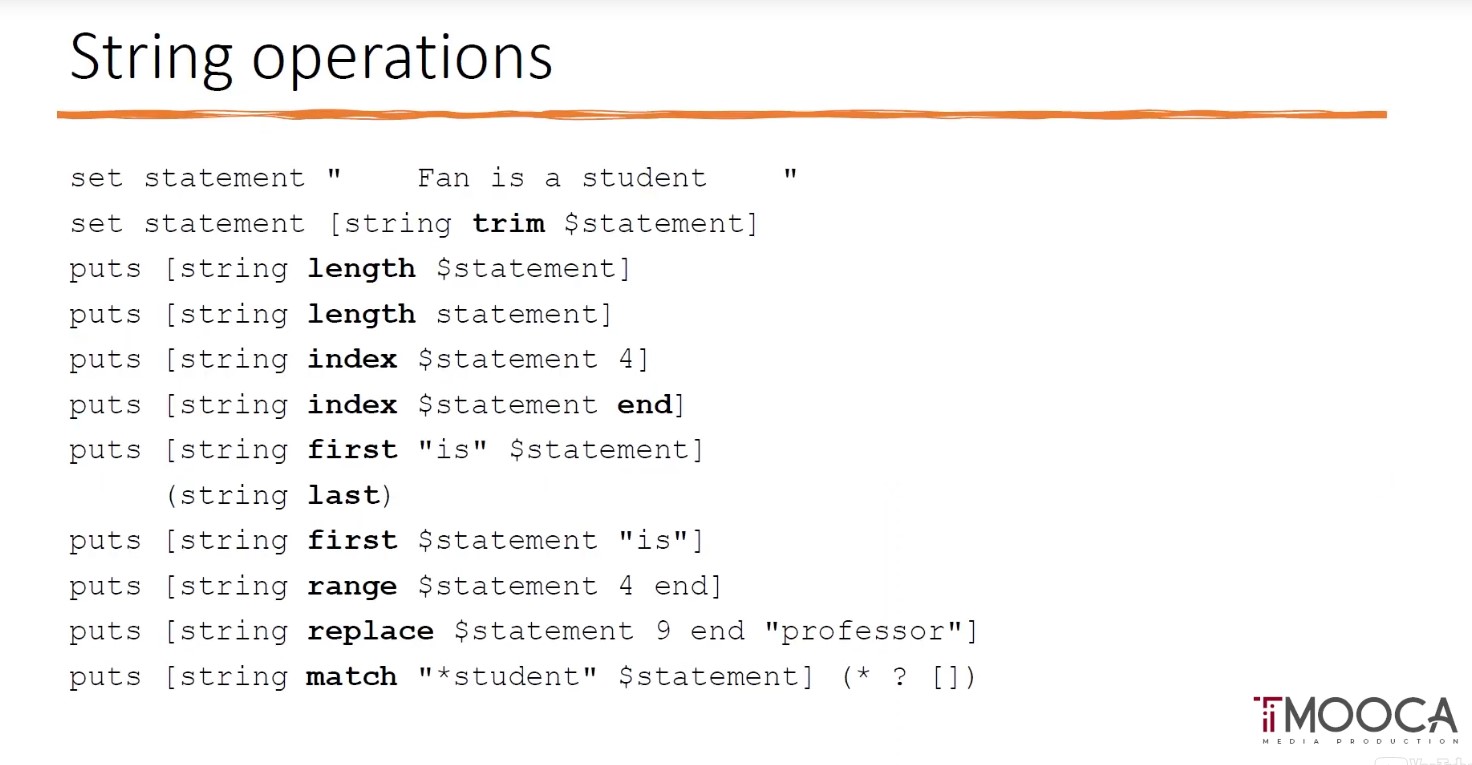 String operations
set statement "    Fan is a student    "
set statement [string trim $statement]
puts [string length $statement]
puts [string length statement]
puts [string index $statement 4]
puts [string index $statement end]
puts [string first "is" $statement]
(string last)
puts [string first $statement "is"]
puts [string range $statement 4 end]
puts [string replace $statement 9 end "professor"]
puts [string match "*student" $statement] (* ? [])
TMOOCA
MEDIA PRODUCTION